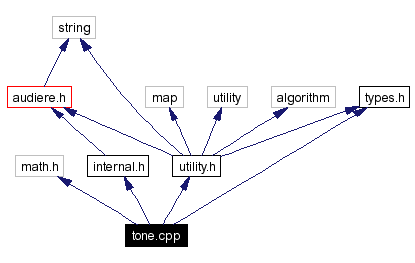 string
audiere.h
map
utility
algorithm
types.h
math.h
internal.h
utility.h
tone.cpp